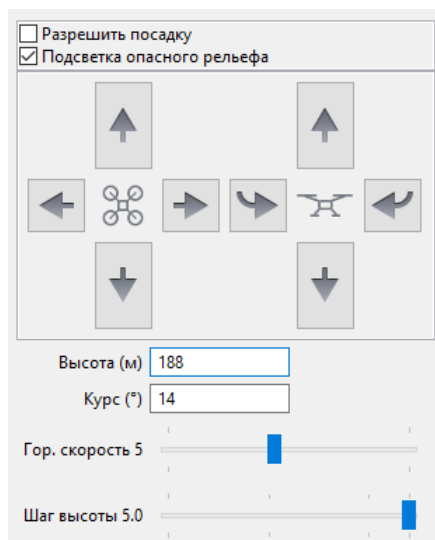 Разрешить посадку
Подсветка опасного рельефа
Высота (м) 188
Курс (°) 14
Гор. скорость 5
Шаг высоты 5.0